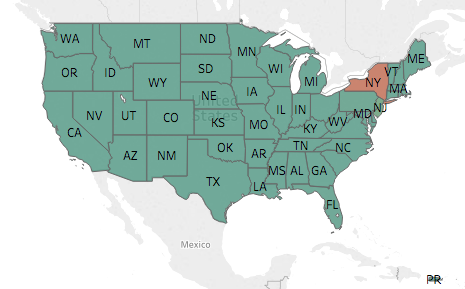 WA
MT
ND
MN
ME
OR
ID
SD
WI
MI
VT
WY
NY
MA
NE
IA
NV
UT
CO
United
States
KS
IL
IN
NJ
MD
CA
MO
KY
WV
AZ
NM
OK
AR
TN
NC
TX
MS
AL
GA
LA
FL
Mexico
PR